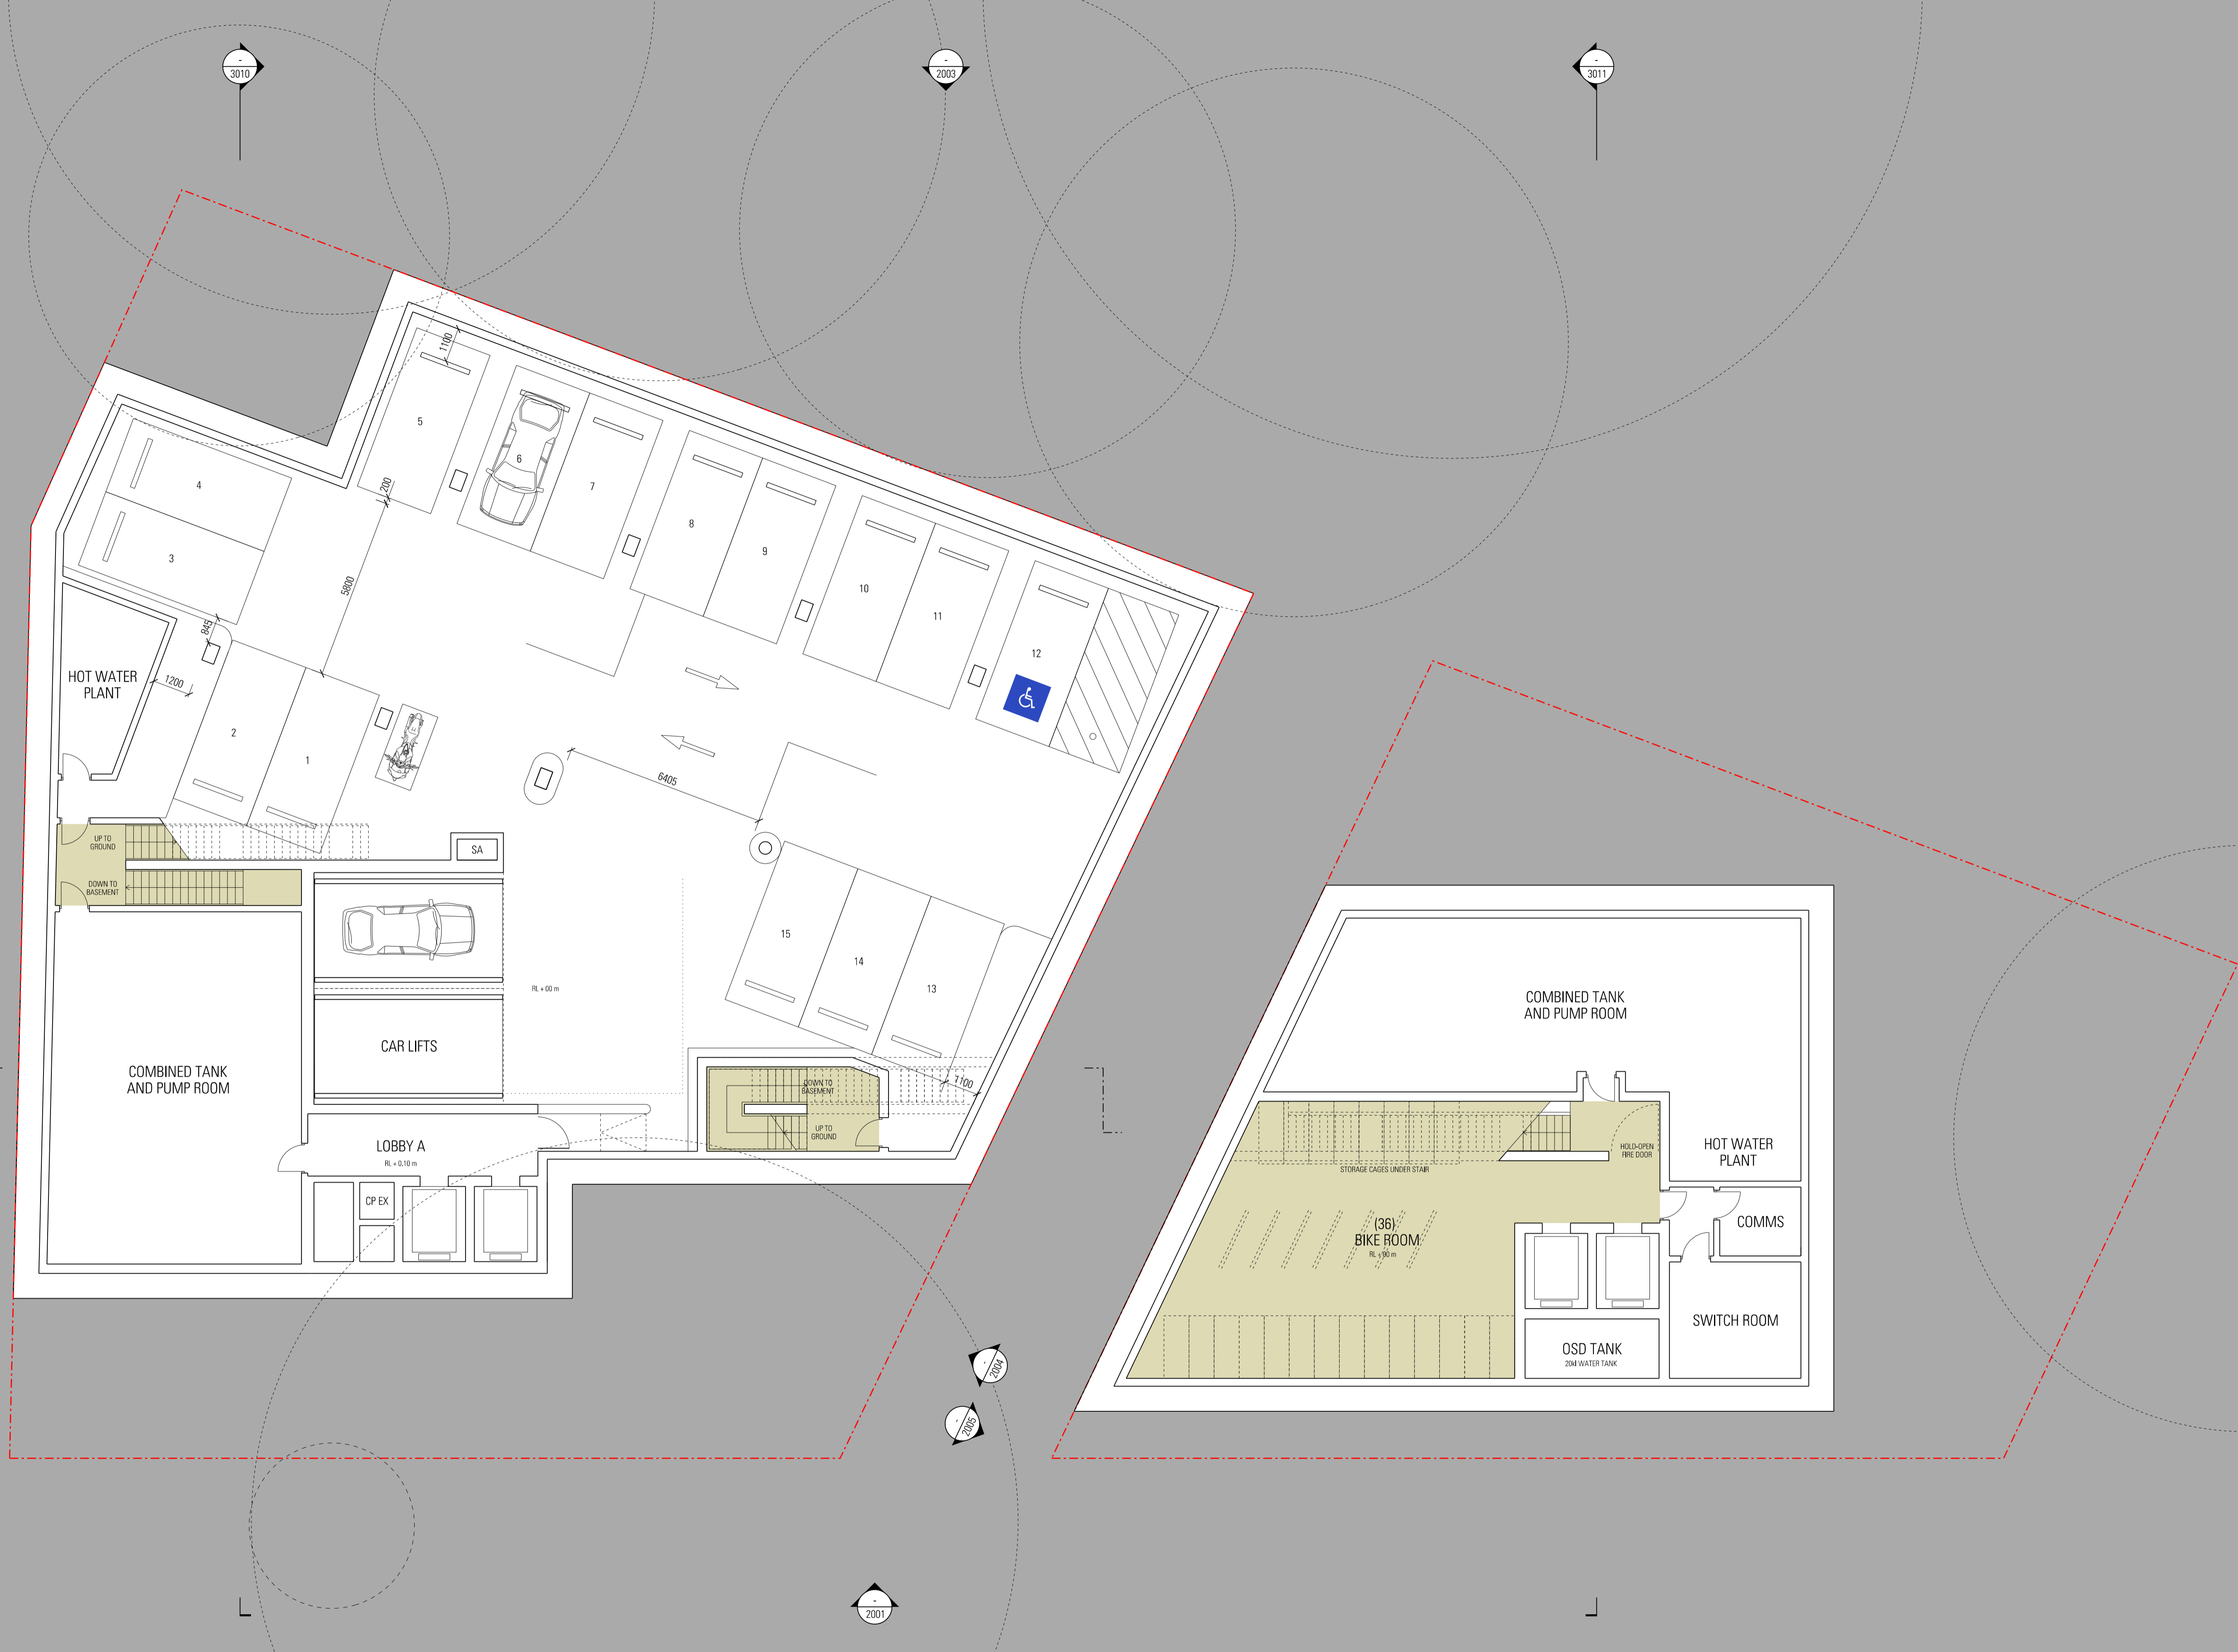 -
3010
-
2003
-
3011
1100
5
6
7
4
200
8
9
3
5800
10
11
845
12
HOT WATER
PLANT
1200
2
1
6405
UP TO
GROUND
SA
DOWN TO
BASEMENT
15
14
13
RL + 00 m
CAR LIFTS
COMBINED TANK
AND PUMP ROOM
DOWN TO
BASEMENT
1100
UP TO
GROUND
LOBBY A
RL + 0.10 m
CP EX
COMBINED TANK
AND PUMP ROOM
HOLD-OPEN
FIRE DOOR
HOT WATER
PLANT
STORAGE CAGES UNDER STAIR
(36)
BIKE ROOM
COMMS
SWITCH ROOM
OSD TANK
20kl WATER TANK
-
2004
-
2005
-
2001